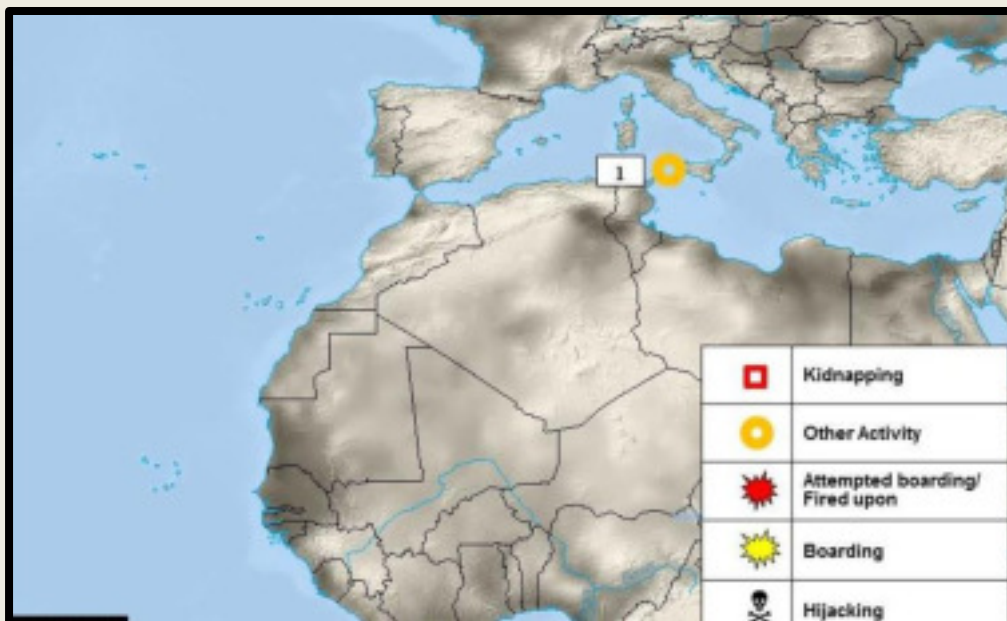 1
Kidnapping
Other Activity
Attempted boarding/
Fired upon
Boarding
Hijacking